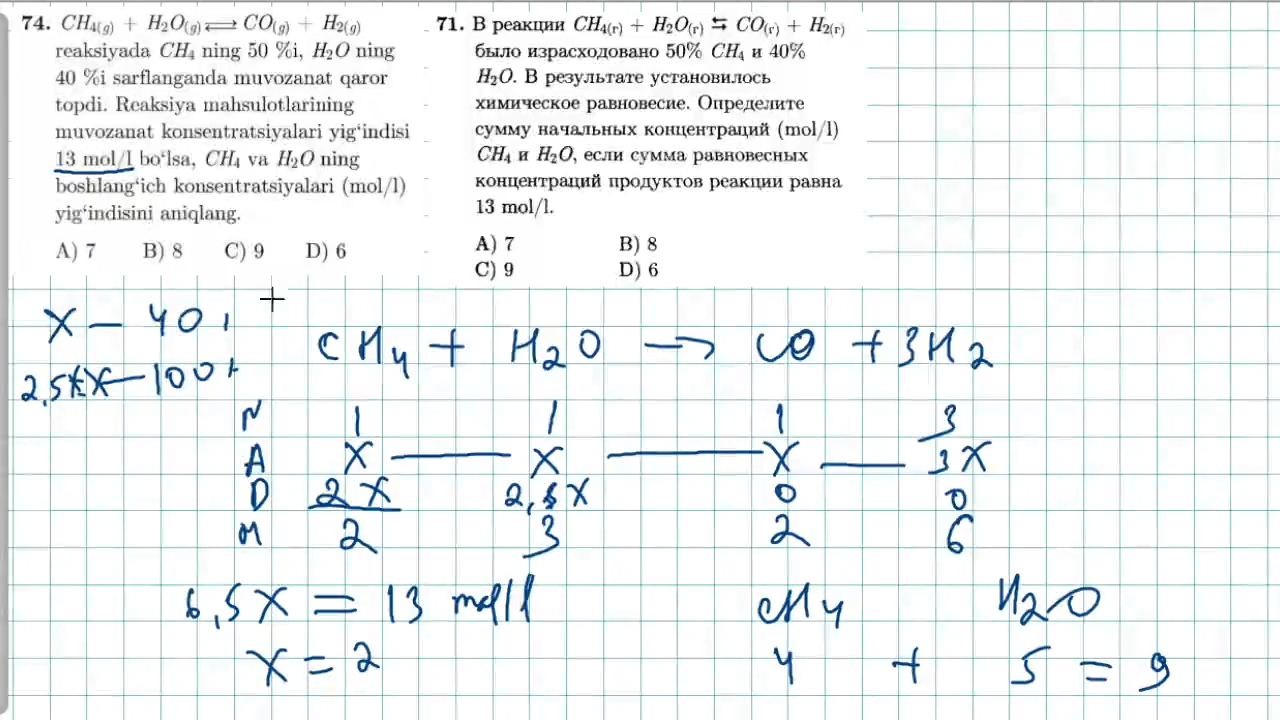 74. CH₄(g) + H₂O(g) ⇌ CO(g) + H₂(g)
reaksiyada CH₄ ning 50 %i, H₂O ning
40 %i sarflanganda muvozanat qaror
topdi. Reaksiya mahsulotlarining
muvozanat konsentratsiyalari yig‘indisi
13 mol/l bo‘lsa, CH₄ va H₂O ning
boshlang‘ich konsentratsiyalari (mol/l)
yig‘indisini aniqlang.
A) 7 B) 8 C) 9 D) 6
71. В реакции CH₄(г) + H₂O(г) ⇆ CO(г) + H₂(г)
было израсходовано 50% CH₄ и 40%
H₂O. В результате установилось
химическое равновесие. Определите
сумму начальных концентраций (mol/l)
CH₄ и H₂O, если сумма равновесных
концентраций продуктов реакции равна
13 mol/l.
A) 7 B) 8
C) 9 D) 6
X — 40
— 100
CH4 + H2O → CO + 3H2
N 1 1 1 3
A X — X — X — 3X
D 2X 2,5X 0 0
M 2 3 2 6
6,5X = 13 mol/l
X = 2
CH4 H2O
4 + 5 = 9